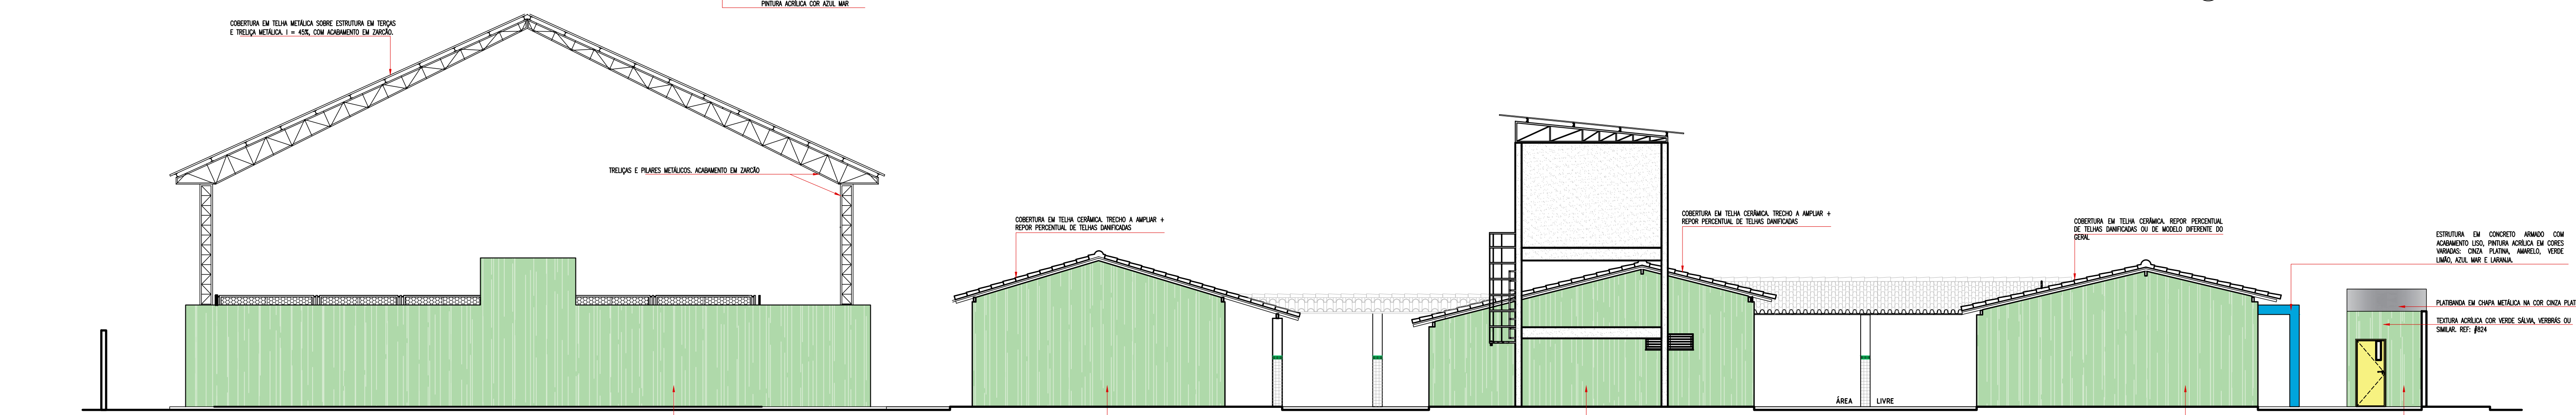 PINTURA ACRÍLICA COR AZUL MAR
COBERTURA EM TELHA METÁLICA SOBRE ESTRUTURA EM TERÇAS
E TRELIÇA METÁLICA. I = 45%, COM ACABAMENTO EM ZARCÃO.
TRELIÇAS E PILARES METÁLICOS. ACABAMENTO EM ZARCÃO
COBERTURA EM TELHA CERÂMICA. TRECHO A AMPLIAR +
REPOR PERCENTUAL DE TELHAS DANIFICADAS
COBERTURA EM TELHA CERÂMICA. TRECHO A AMPLIAR +
REPOR PERCENTUAL DE TELHAS DANIFICADAS
COBERTURA EM TELHA CERÂMICA. REPOR PERCENTUAL
DE TELHAS DANIFICADAS OU DE MODELO DIFERENTE DO
GERAL
ESTRUTURA EM CONCRETO ARMADO COM
ACABAMENTO LISO, PINTURA ACRÍLICA EM CORES
VARIADAS: CINZA PLATINA, AMARELO, VERDE
LIMÃO, AZUL MAR E LARANJA.
PLATIBANDA EM CHAPA METÁLICA NA COR CINZA PLAT
TEXTURA ACRÍLICA COR VERDE SÁLVIA, VERBRÁS OU
SIMILAR. REF: #824
ÁREA LIVRE